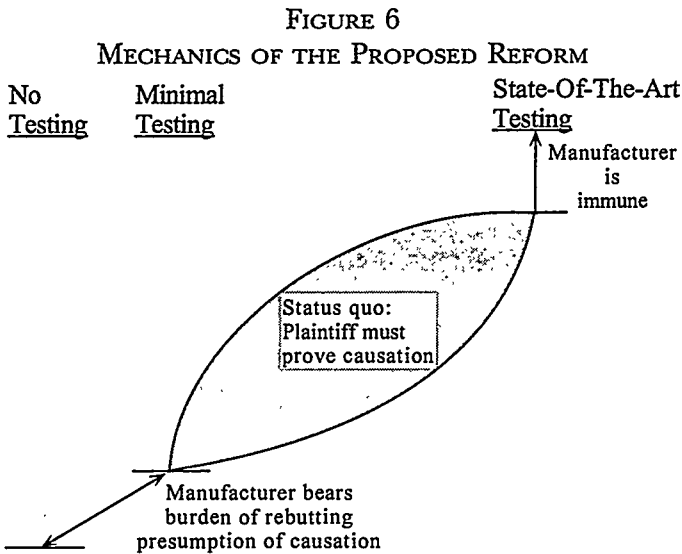 FIGURE 6
MECHANICS OF THE PROPOSED REFORM
No
Testing
Minimal
Testing
State-Of-The-Art
Testing
Manufacturer
is
immune
Status quo:
Plaintiff must
prove causation
Manufacturer bears
burden of rebutting
presumption of causation